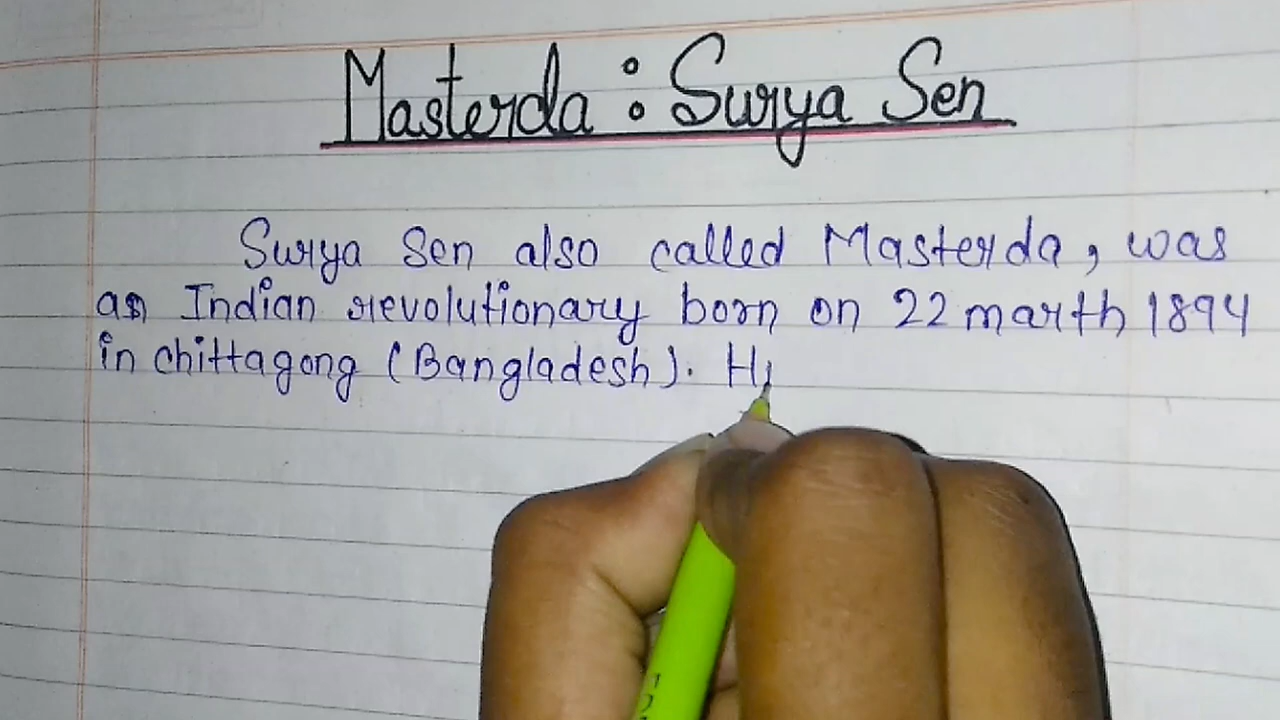 Masterda : Surya Sen
Surya Sen also called Masterda, was
an Indian revolutionary born on 22 marth 1894
in chittagong (Bangladesh). Hi